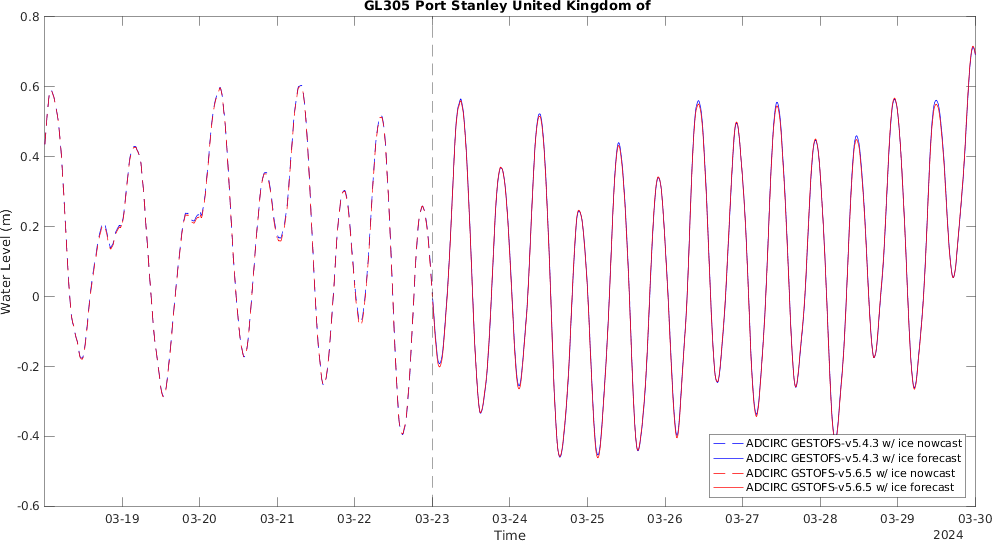 GL305 Port Stanley United Kingdom of
Water Level (m)
0.8
0.6
0.4
0.2
0
-0.2
-0.4
-0.6
ADCIRC GESTOFS-v5.4.3 w/ ice nowcast
ADCIRC GESTOFS-v5.4.3 w/ ice forecast
ADCIRC GSTOFS-v5.6.5 w/ ice nowcast
ADCIRC GSTOFS-v5.6.5 w/ ice forecast
03-19 03-20 03-21 03-22 03-23 03-24 03-25 03-26 03-27 03-28 03-29 03-30
Time
2024